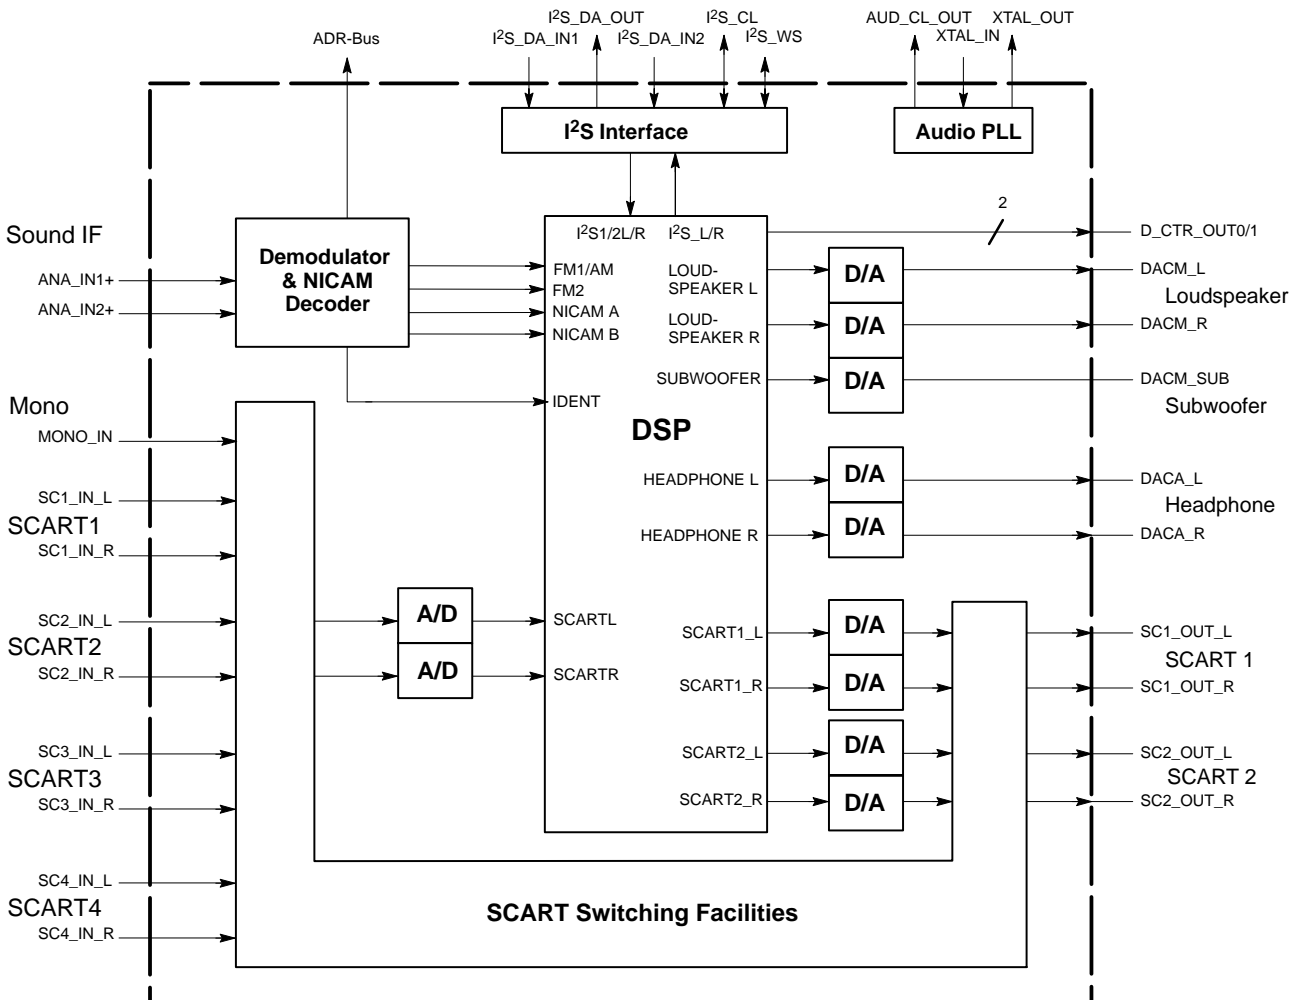 I²S_DA_OUT
I²S_CL
AUD_CL_OUT
XTAL_OUT
ADR-Bus
I²S_DA_IN1
I²S_DA_IN2
I²S_WS
XTAL_IN
I²S Interface
Audio PLL
2
Sound IF
I²S1/2L/R
I²S_L/R
D_CTR_OUT0/1
Demodulator
& NICAM
Decoder
ANA_IN1+
ANA_IN2+
FM1/AM
FM2
NICAM A
NICAM B
IDENT
LOUD-
SPEAKER L
D/A
DACM_L
Loudspeaker
LOUD-
SPEAKER R
D/A
DACM_R
SUBWOOFER
D/A
DACM_SUB
Subwoofer
DSP
Mono
MONO_IN
HEADPHONE L
D/A
DACA_L
Headphone
HEADPHONE R
D/A
DACA_R
SC1_IN_L
SCART1
SC1_IN_R
SC2_IN_L
SCART2
SC2_IN_R
A/D
A/D
SCARTL
SCARTR
SCART1_L
D/A
SC1_OUT_L
SCART 1
SCART1_R
D/A
SC1_OUT_R
SC3_IN_L
SCART3
SC3_IN_R
SCART2_L
D/A
SC2_OUT_L
SCART 2
SCART2_R
D/A
SC2_OUT_R
SC4_IN_L
SCART4
SC4_IN_R
SCART Switching Facilities